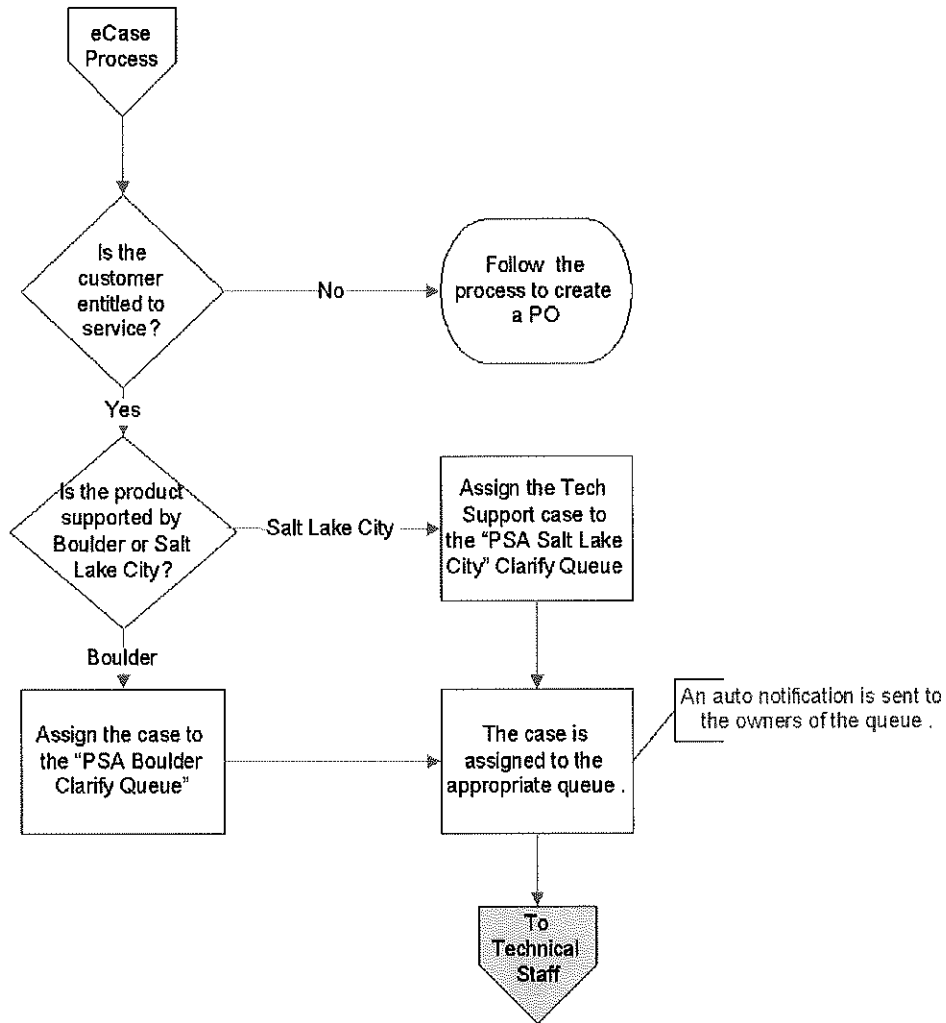 eCase
Process
Is the
customer
entitled to
service?
No
Follow the
process to create
a PO
Yes
Is the product
supported by
Boulder or Salt
Lake City?
Salt Lake City
Assign the Tech
Support case to
the “PSA Salt Lake
City” Clarify Queue
Boulder
Assign the case to
the “PSA Boulder
Clarify Queue”
The case is
assigned to the
appropriate queue .
An auto notification is sent to
the owners of the queue .
To
Technical
Staff